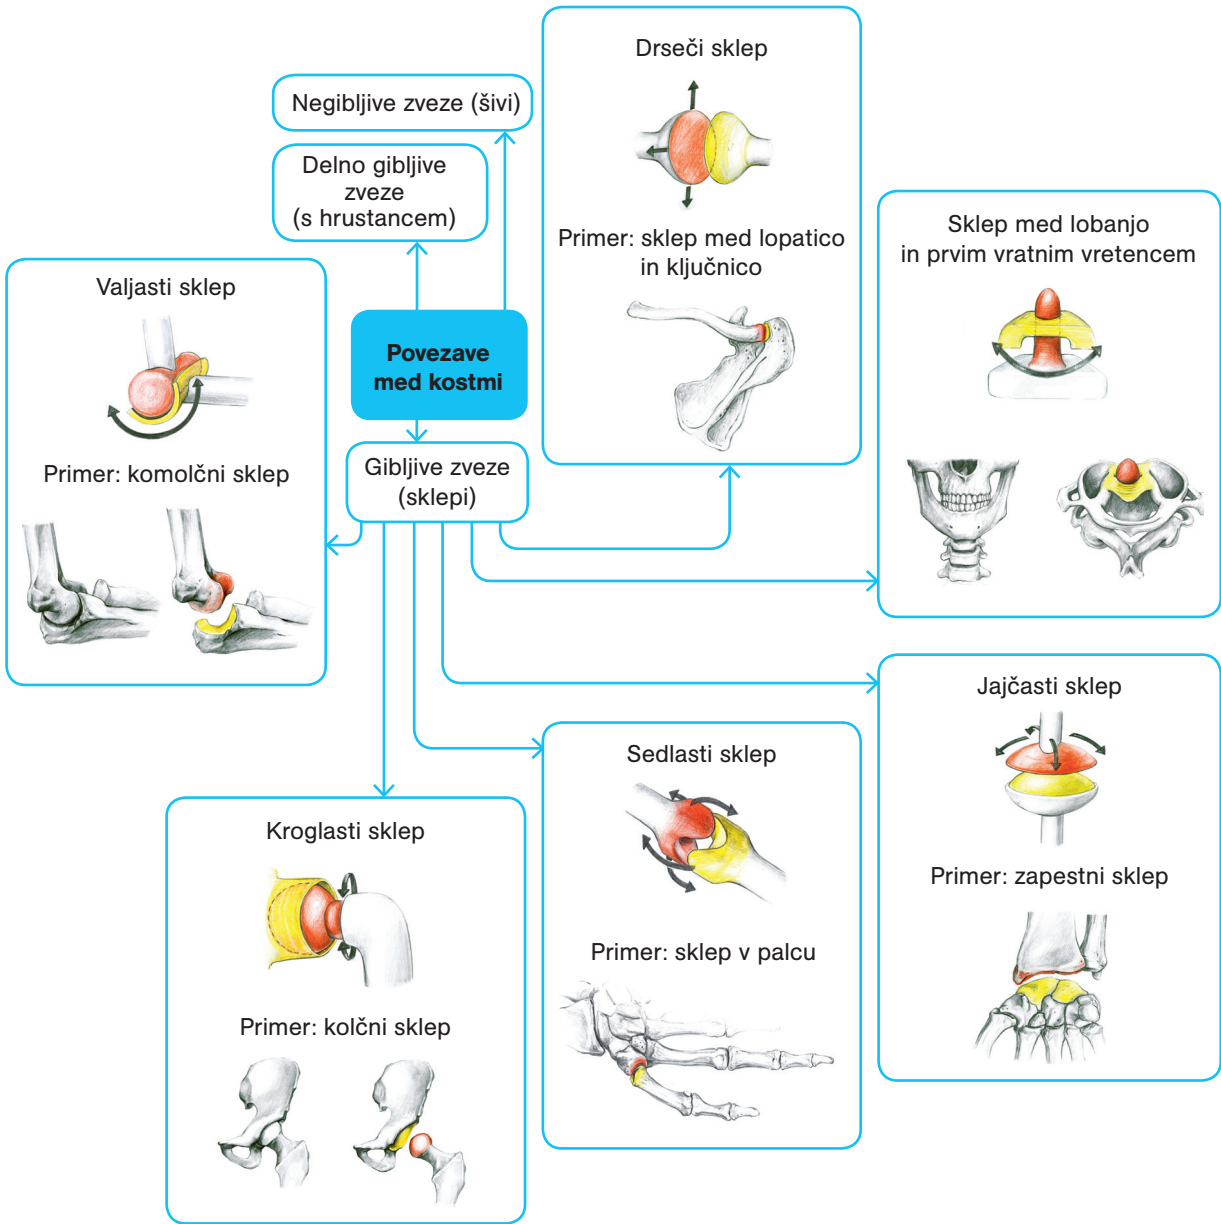 Povezave
med kostmi
Negibljive zveze (šivi)
Delno gibljive
zveze
(s hrustancem)
Gibljive zveze
(sklepi)
Valjasti sklep
Primer: komolčni sklep
Kroglasti sklep
Primer: kolčni sklep
Sedlasti sklep
Primer: sklep v palcu
Jajčasti sklep
Primer: zapestni sklep
Sklep med lobanjo
in prvim vratnim vretencem
Drseči sklep
Primer: sklep med lopatico
in ključnico